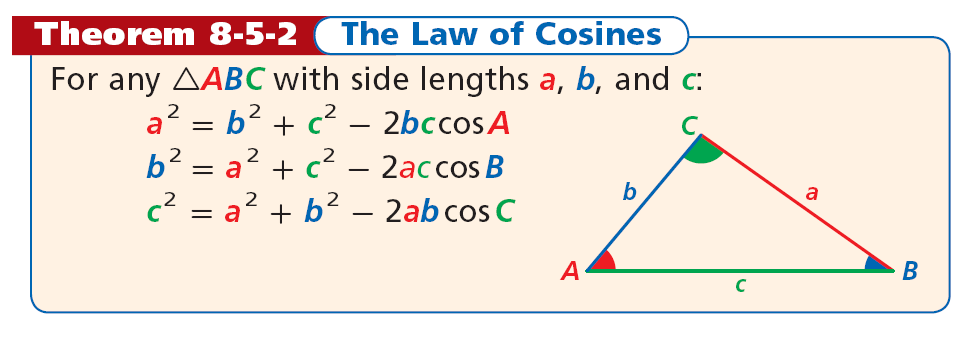 Theorem 8-5-2 The Law of Cosines
For any △ABC with side lengths a, b, and c:
a² = b² + c² − 2bc cos A
b² = a² + c² − 2ac cos B
c² = a² + b² − 2ab cos C
C
b
a
A
B
c